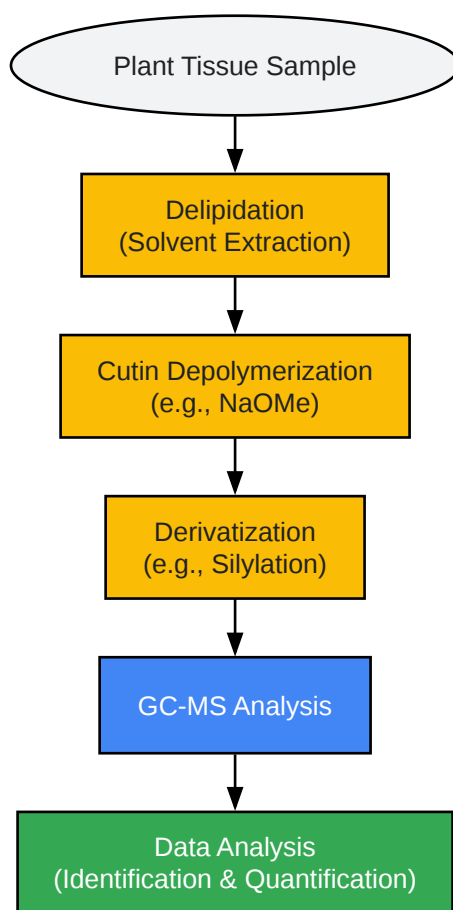 Plant Tissue Sample
Delipidation
(Solvent Extraction)
Cutin Depolymerization
(e.g., NaOMe)
Derivatization
(e.g., Silylation)
GC-MS Analysis
Data Analysis
(Identification & Quantification)